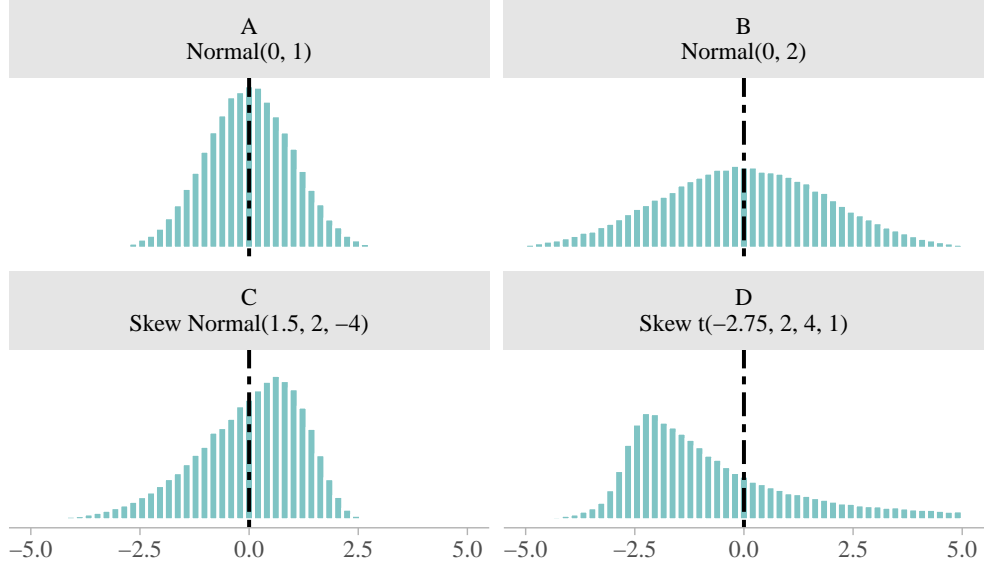 A
Normal(0, 1)
B
Normal(0, 2)
C
Skew Normal(1.5, 2, −4)
D
Skew t(−2.75, 2, 4, 1)
−5.0 −2.5 0.0 2.5 5.0
−5.0 −2.5 0.0 2.5 5.0